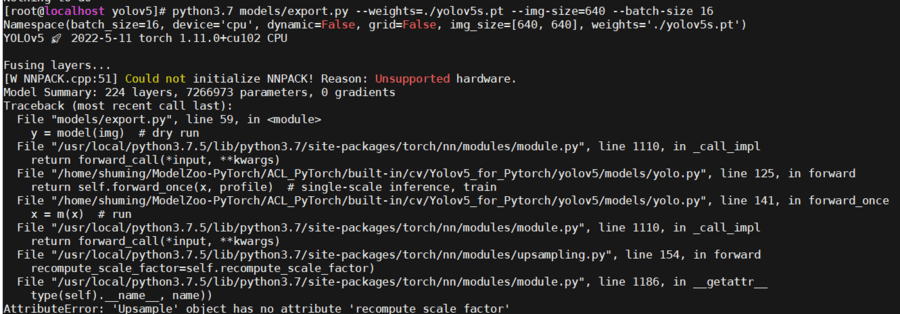 [root@localhost yolov5]# python3.7 models/export.py --weights=./yolov5s.pt --img-size=640 --batch-size 16
Namespace(batch_size=16, device='cpu', dynamic=False, grid=False, img_size=[640, 640], weights='./yolov5s.pt')
YOLOv5 🚀 2022-5-11 torch 1.11.0+cu102 CPU
Fusing layers...
[W NNPACK.cpp:51] Could not initialize NNPACK! Reason: Unsupported hardware.
Model Summary: 224 layers, 7266973 parameters, 0 gradients
Traceback (most recent call last):
  File "models/export.py", line 59, in <module>
    y = model(img)  # dry run
  File "/usr/local/python3.7.5/lib/python3.7/site-packages/torch/nn/modules/module.py", line 1110, in _call_impl
    return forward_call(*input, **kwargs)
  File "/home/shuming/ModelZoo-PyTorch/ACL_PyTorch/built-in/cv/Yolov5_for_Pytorch/yolov5/models/yolo.py", line 125, in forward
    return self.forward_once(x, profile)  # single-scale inference, train
  File "/home/shuming/ModelZoo-PyTorch/ACL_PyTorch/built-in/cv/Yolov5_for_Pytorch/yolov5/models/yolo.py", line 141, in forward_once
    x = m(x)  # run
  File "/usr/local/python3.7.5/lib/python3.7/site-packages/torch/nn/modules/module.py", line 1110, in _call_impl
    return forward_call(*input, **kwargs)
  File "/usr/local/python3.7.5/lib/python3.7/site-packages/torch/nn/modules/upsampling.py", line 154, in forward
    recompute_scale_factor=self.recompute_scale_factor)
  File "/usr/local/python3.7.5/lib/python3.7/site-packages/torch/nn/modules/module.py", line 1186, in __getattr__
    type(self).__name__, name))
AttributeError: 'Upsample' object has no attribute 'recompute_scale_factor'